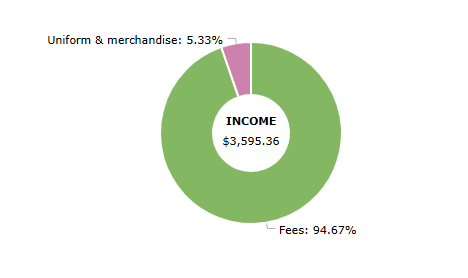 Uniform & merchandise: 5.33%
INCOME
$3,595.36
Fees: 94.67%